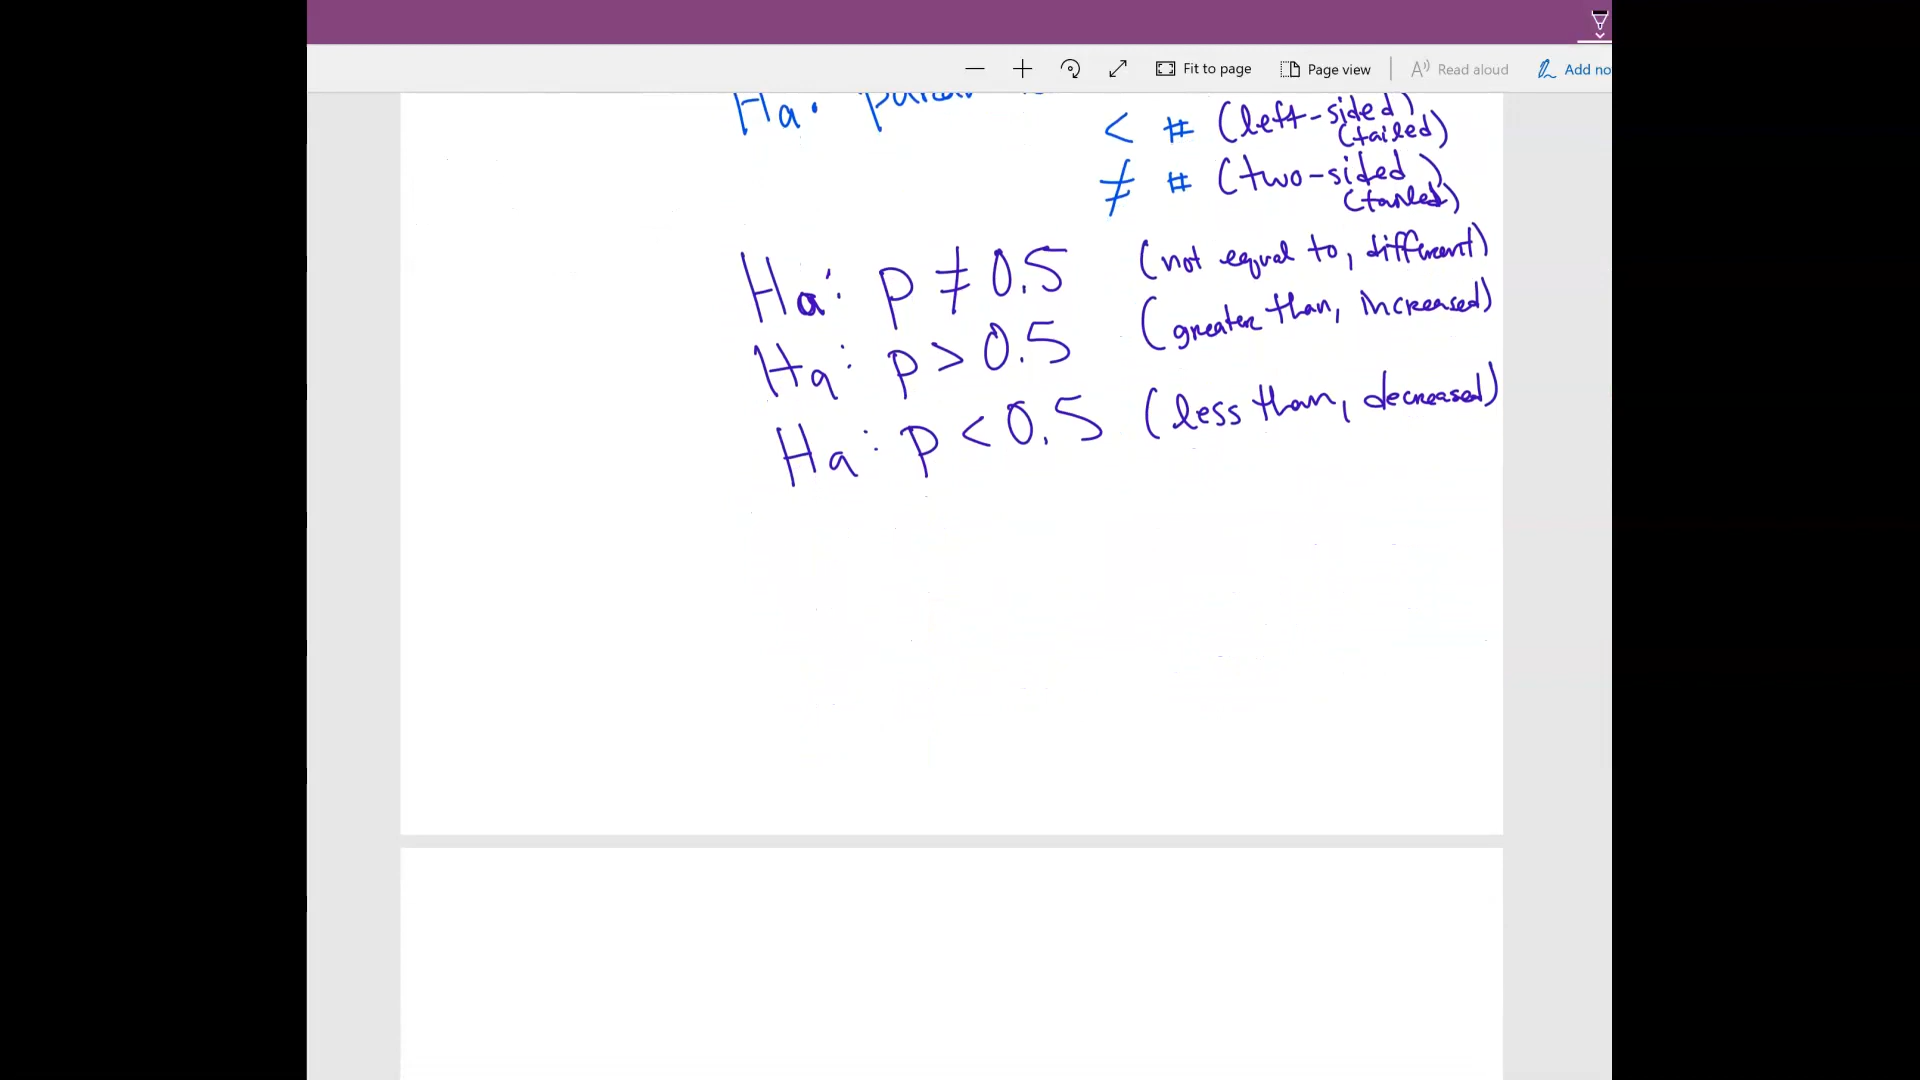 Fit to page Page view Read aloud Add no
Ha:
< # (left-sided)
(tailed)
≠ # (two-sided)
(tailed)
Ha: p ≠ 0.5 (not equal to, different)
Ha: p > 0.5 (greater than, increased)
Ha: p < 0.5 (less than, decreased)